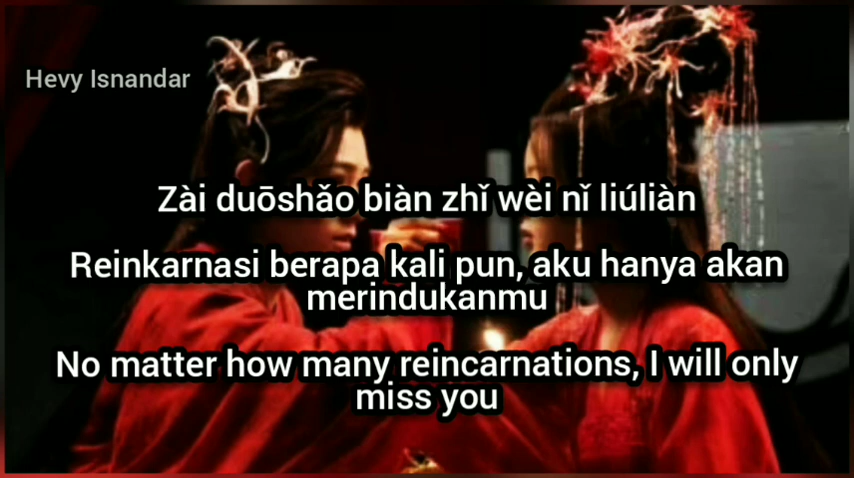 Hevy Isnandar
Zài duōshǎo biàn zhǐ wèi nǐ liúliàn
Reinkarnasi berapa kali pun, aku hanya akan
merindukanmu
No matter how many reincarnations, I will only
miss you